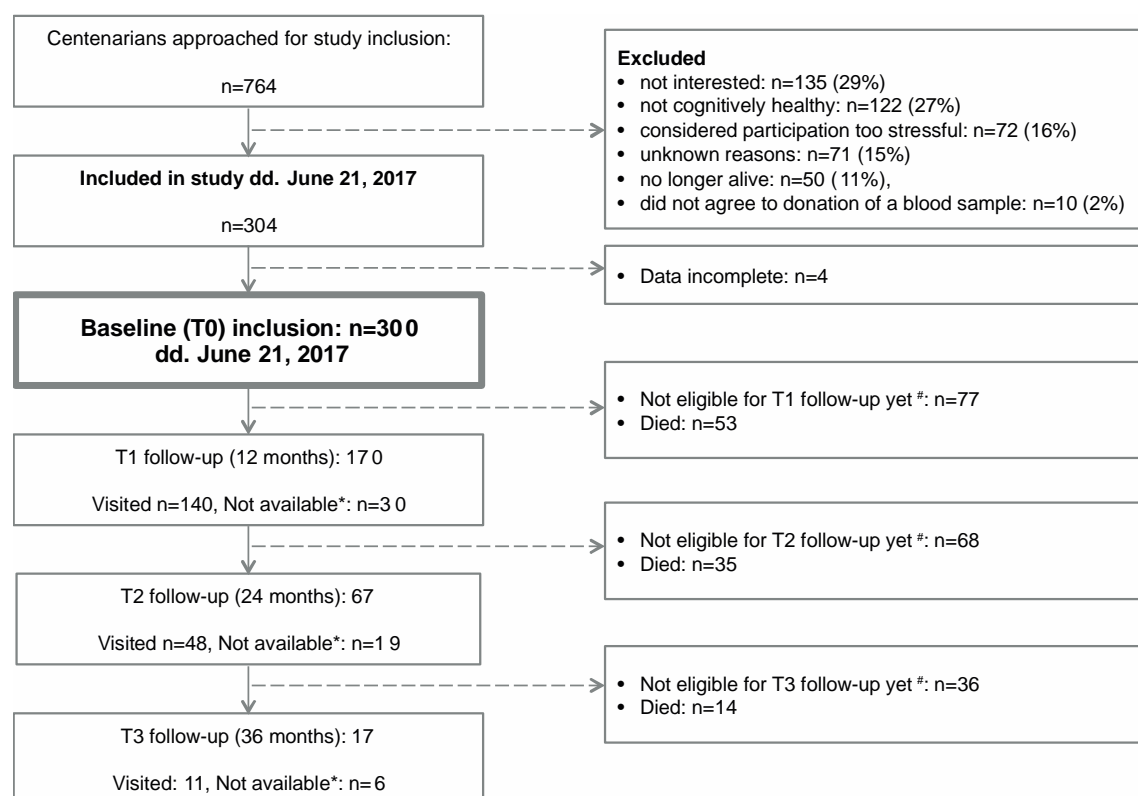 Centenarians approached for study inclusion:
n=764
Excluded
• not interested: n=135 (29%)
• not cognitively healthy: n=122 (27%)
• considered participation too stressful: n=72 (16%)
• unknown reasons: n=71 (15%)
• no longer alive: n=50 (11%),
• did not agree to donation of a blood sample: n=10 (2%)
Included in study dd. June 21, 2017
n=304
• Data incomplete: n=4
Baseline (T0) inclusion: n=300
dd. June 21, 2017
• Not eligible for T1 follow-up yet #: n=77
• Died: n=53
T1 follow-up (12 months): 170
Visited n=140, Not available*: n=30
• Not eligible for T2 follow-up yet #: n=68
• Died: n=35
T2 follow-up (24 months): 67
Visited n=48, Not available*: n=19
• Not eligible for T3 follow-up yet #: n=36
• Died: n=14
T3 follow-up (36 months): 17
Visited: 11, Not available*: n=6